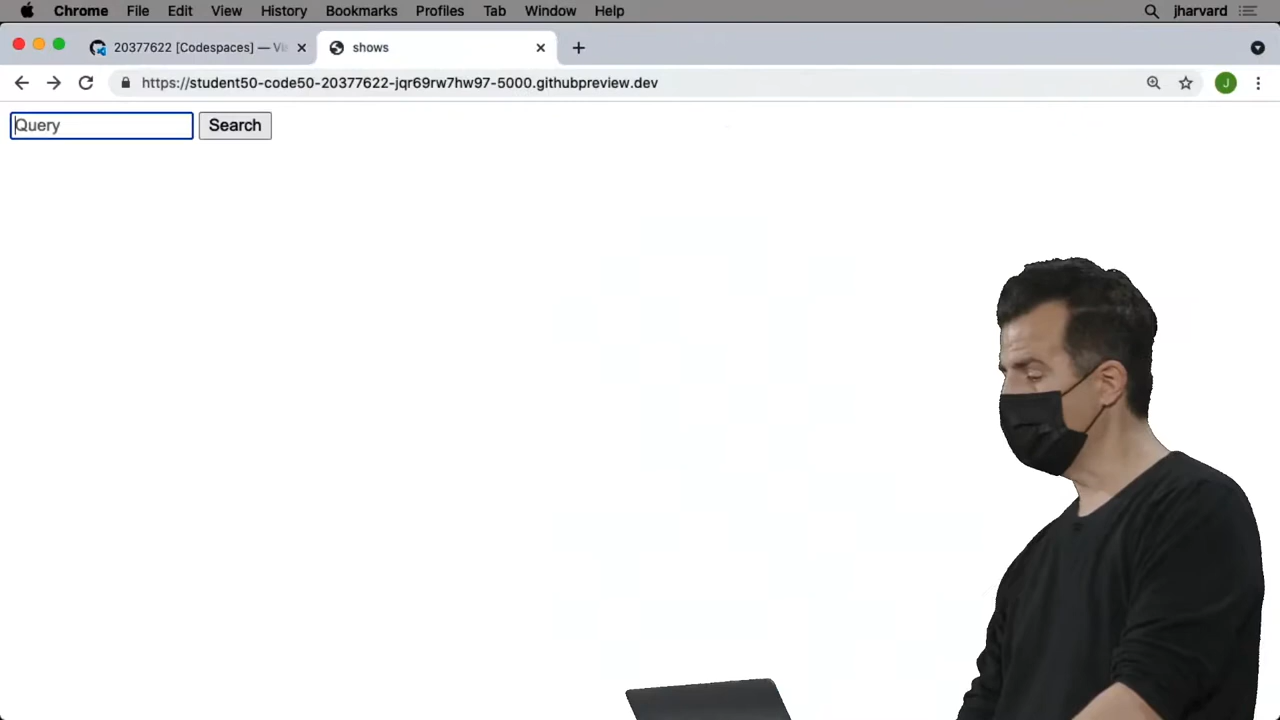 Chrome File Edit View History Bookmarks Profiles Tab Window Help jharvard
20377622 [Codespaces] — Vi
shows
https://student50-code50-20377622-jqr69rw7hw97-5000.githubpreview.dev
J
Query
Search